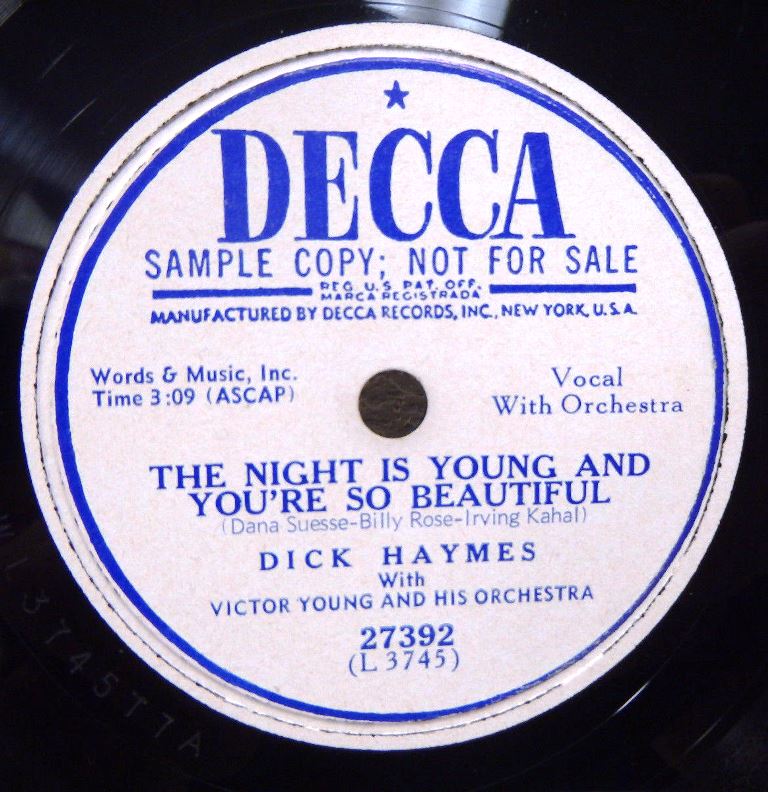 DECCA
SAMPLE COPY; NOT FOR SALE
REG. U.S. PAT. OFF.
MARCA REGISTRADA
MANUFACTURED BY DECCA RECORDS, INC., NEW YORK, U.S.A.
Words & Music, Inc.
Time 3:09 (ASCAP)
Vocal
With Orchestra
THE NIGHT IS YOUNG AND
YOU'RE SO BEAUTIFUL
(Dana Suesse-Billy Rose-Irving Kahal)
DICK HAYMES
With
VICTOR YOUNG AND HIS ORCHESTRA
27392
(L 3745)
L3745T7A